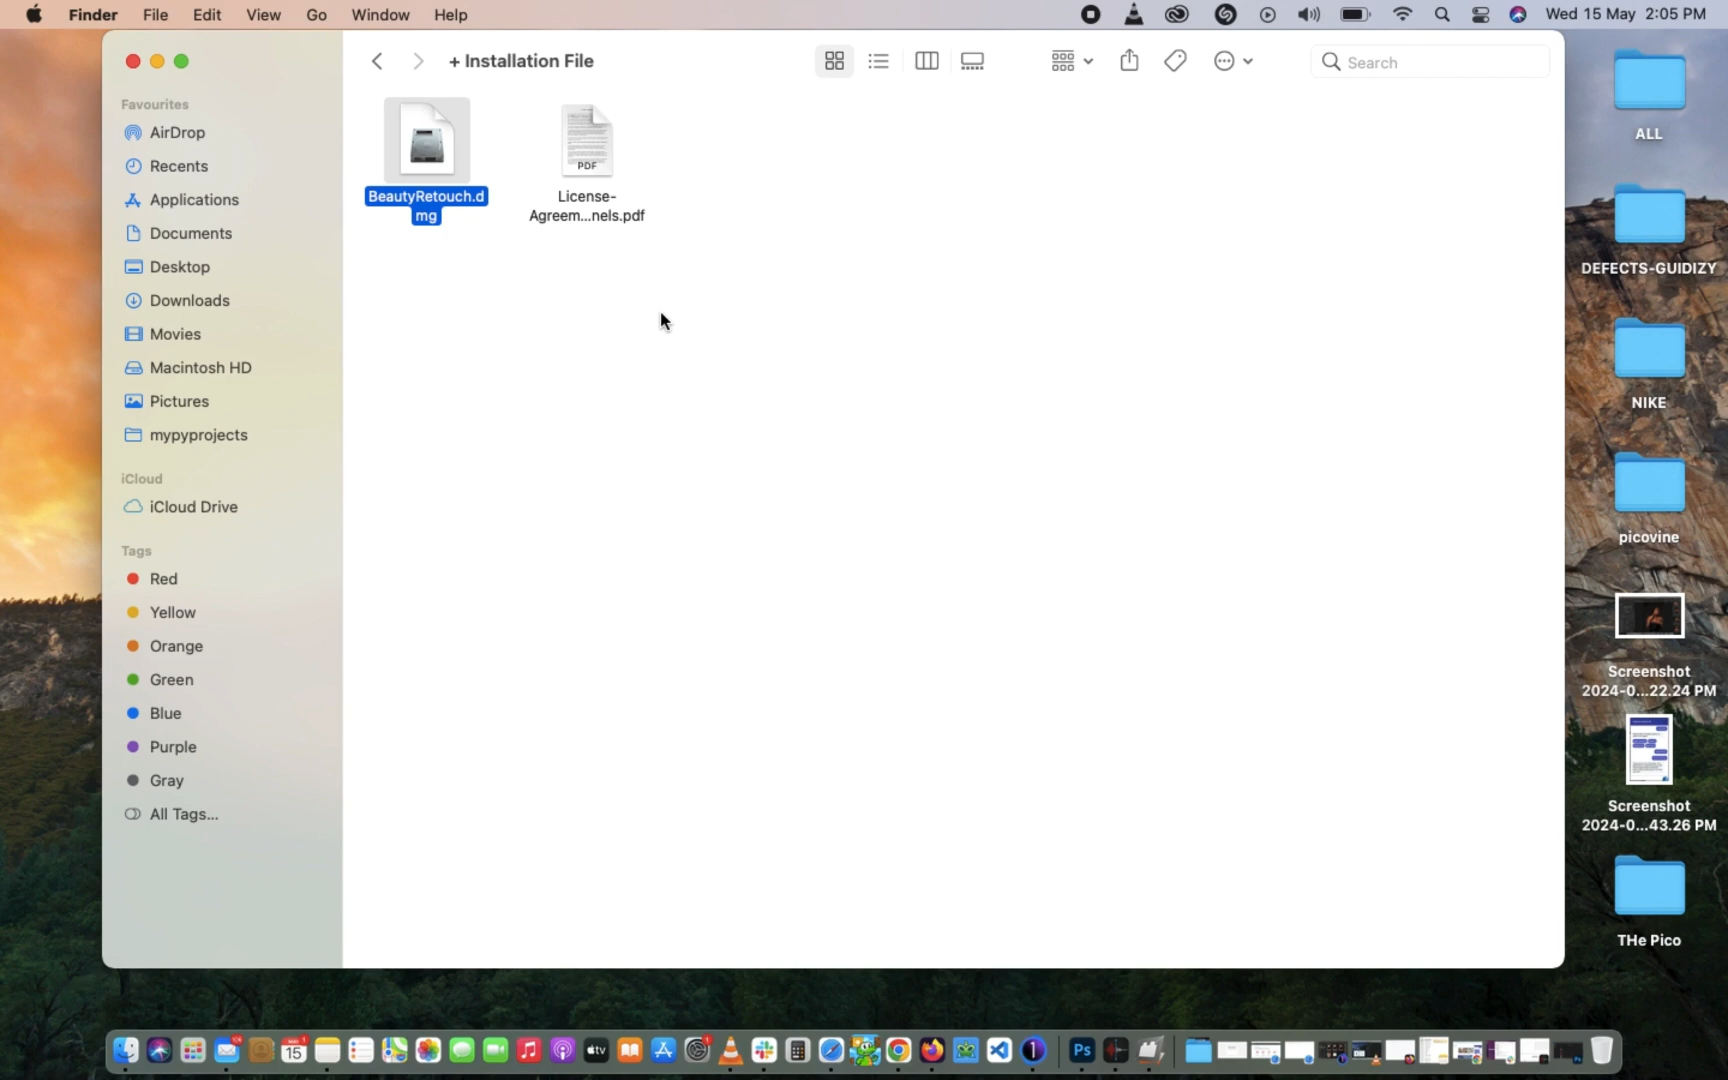 Finder File Edit View Go Window Help Wed 15 May 2:05 PM
+ Installation File
Search
Favourites
AirDrop
Recents
Applications
Documents
Desktop
Downloads
Movies
Macintosh HD
Pictures
mypyprojects
iCloud
iCloud Drive
Tags
Red
Yellow
Orange
Green
Blue
Purple
Gray
All Tags...
BeautyRetouch.d
mg
PDF
License-
Agreem...nels.pdf
ALL
DEFECTS-GUIDIZY
NIKE
picovine
Screenshot
2024-0...22.24 PM
Screenshot
2024-0...43.26 PM
THe Pico
15
tv
Ps